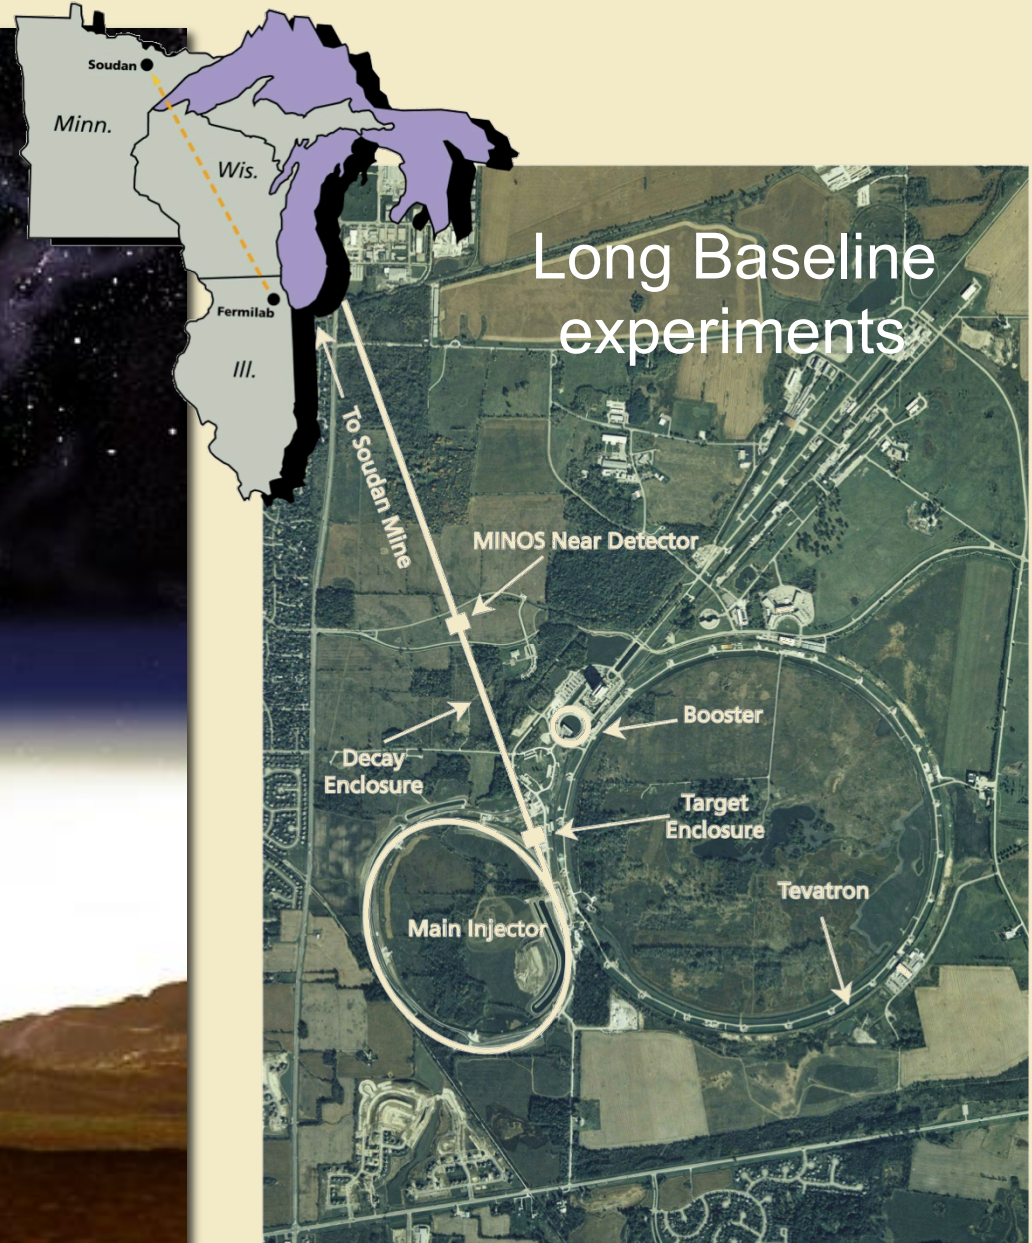 Soudan
Minn.
Wis.
Fermilab
Ill.
Long Baseline
experiments
To Soudan Mine
MINOS Near Detector
Booster
Decay
Enclosure
Target
Enclosure
Tevatron
Main Injector